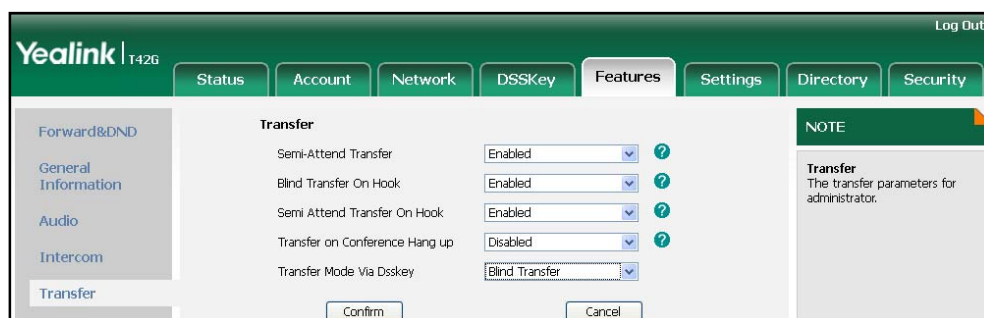 Log Out
Yealink | T42G
Status Account Network DSSKey Features Settings Directory Security
Forward&DND
General
Information
Audio
Intercom
Transfer
Transfer
Semi-Attend Transfer Enabled ?
Blind Transfer On Hook Enabled ?
Semi Attend Transfer On Hook Enabled ?
Transfer on Conference Hang up Disabled ?
Transfer Mode Via Dsskey Blind Transfer
Confirm Cancel
NOTE
Transfer
The transfer parameters for
administrator.